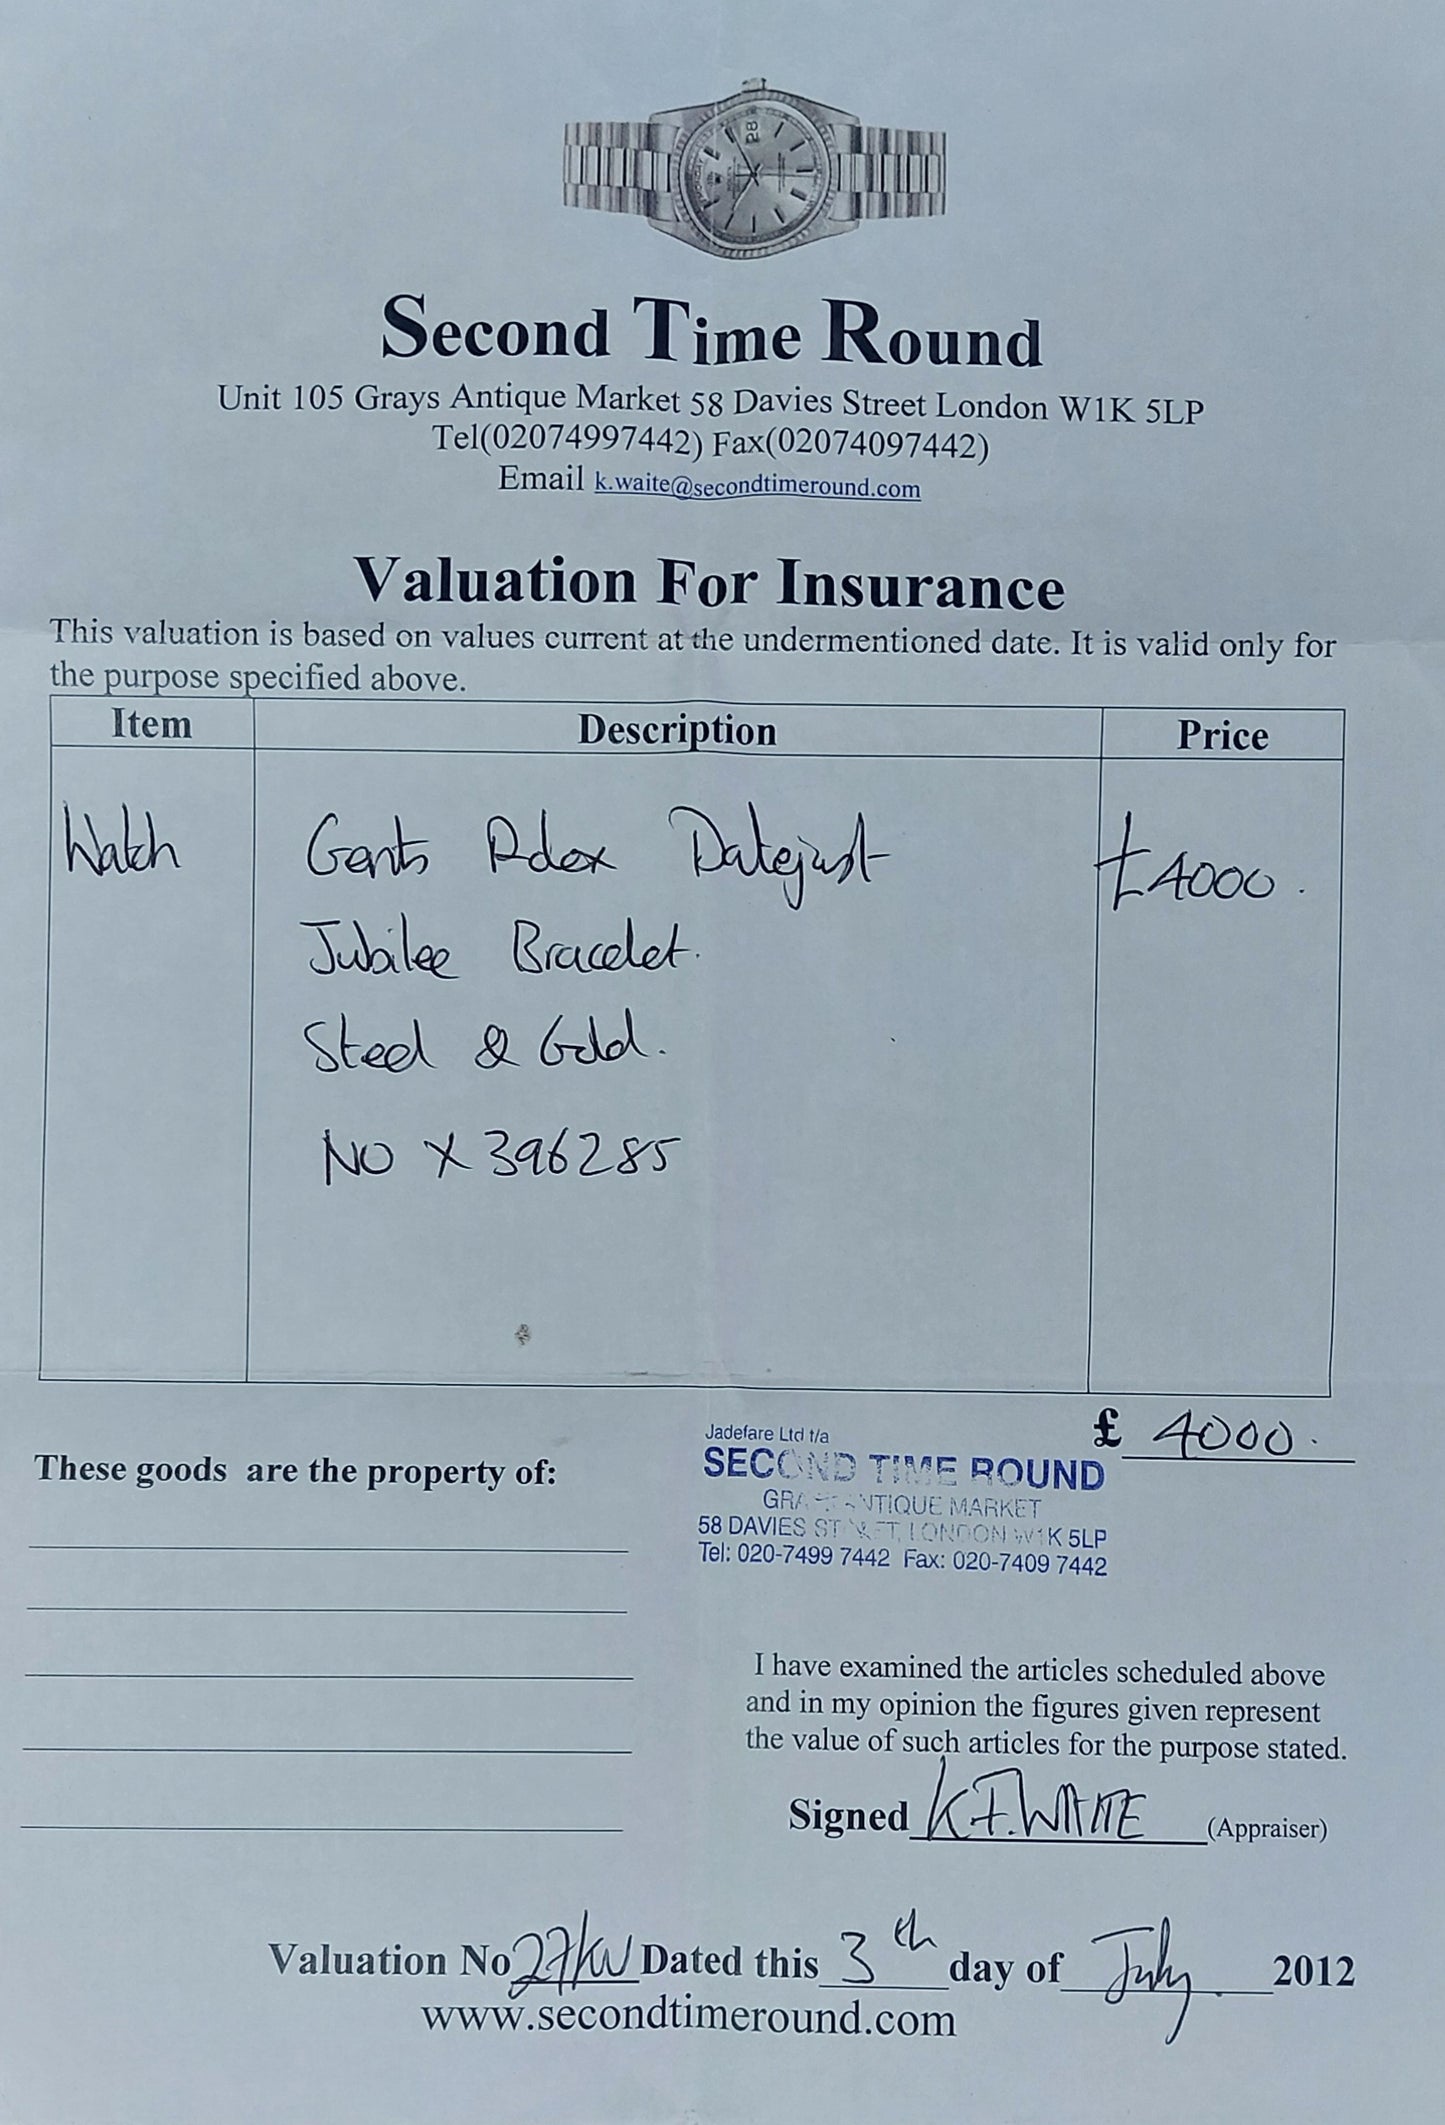 Second Time Round
Unit 105 Grays Antique Market 58 Davies Street London W1K 5LP
Tel(02074997442) Fax(02074097442)
Email k.waite@secondtimeround.com
Valuation For Insurance
This valuation is based on values current at the undermentioned date. It is valid only for
the purpose specified above.
Item Description Price
Watch Gents Rolex Datejust £4000.
Jubilee Bracelet.
Steel & Gold.
NO X396285
£ 4000.
These goods are the property of:
Jadefare Ltd t/a
SECOND TIME ROUND
GRAYS ANTIQUE MARKET
58 DAVIES STREET, LONDON W1K 5LP
Tel: 020-7499 7442 Fax: 020-7409 7442
I have examined the articles scheduled above
and in my opinion the figures given represent
the value of such articles for the purpose stated.
Signed K F. WAITE (Appraiser)
Valuation No 27/KW Dated this 3th day of July. 2012
www.secondtimeround.com